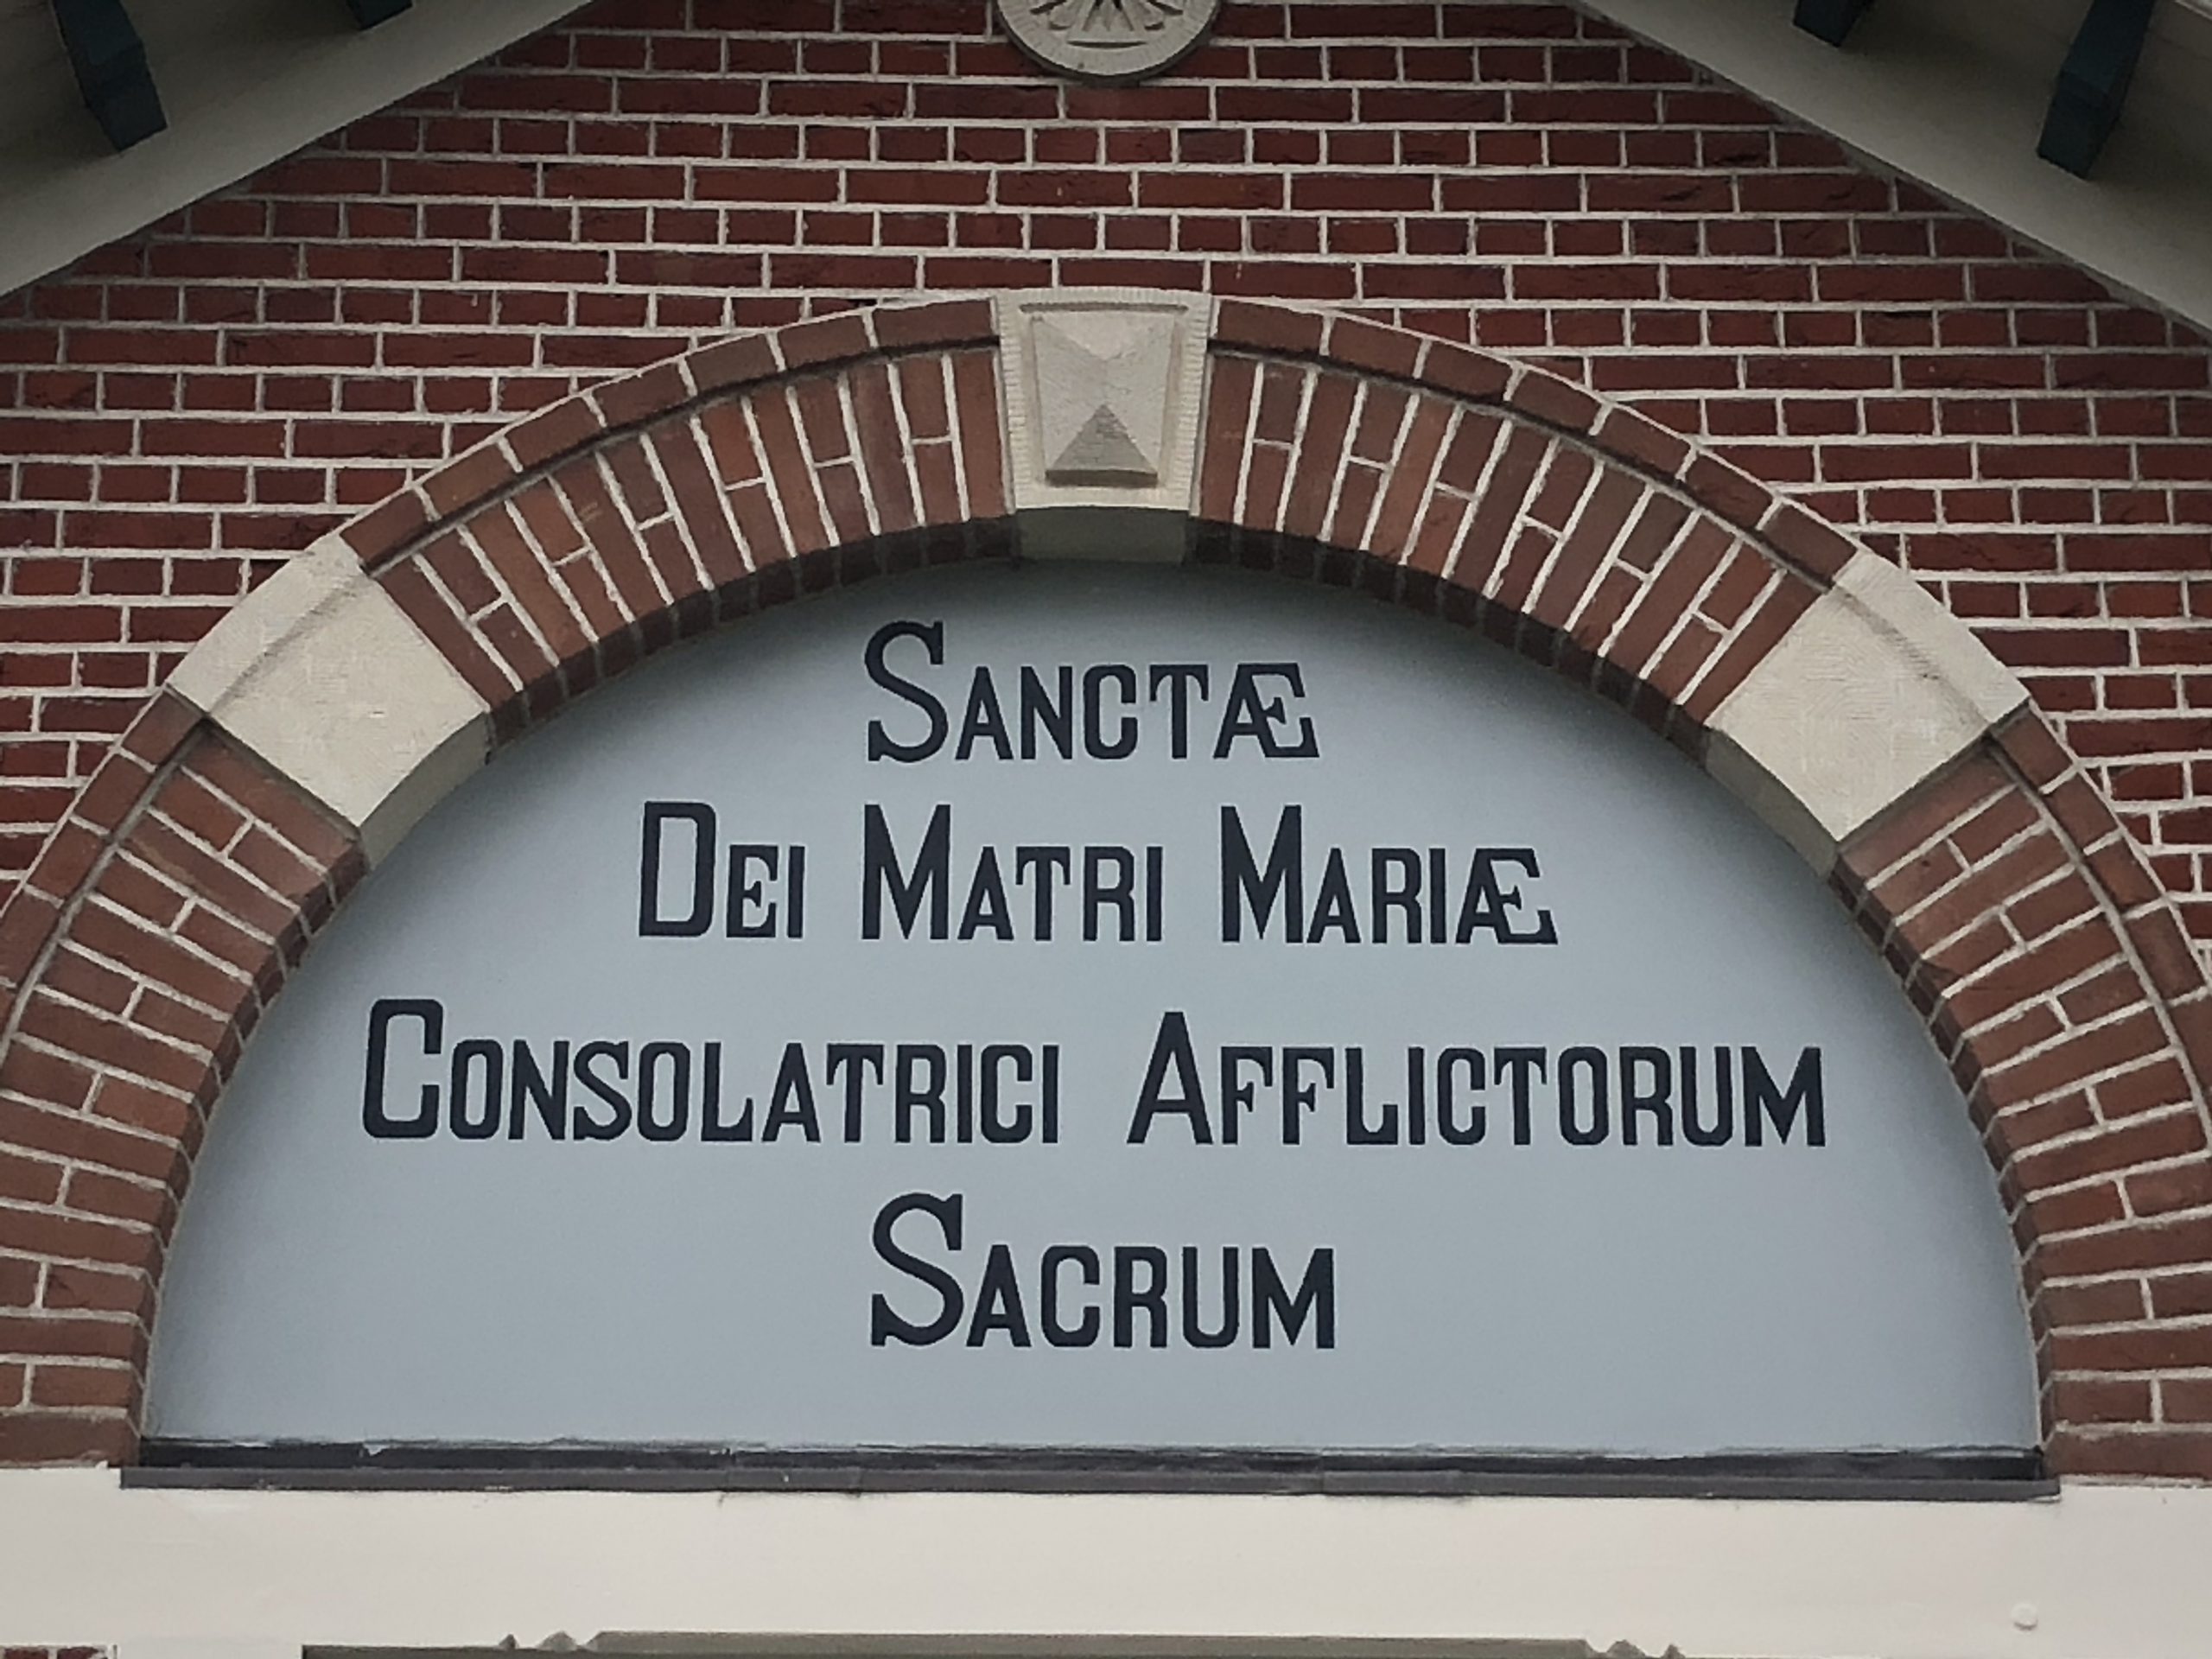 Sanctæ
Dei Matri Mariæ
Consolatrici Afflictorum
Sacrum